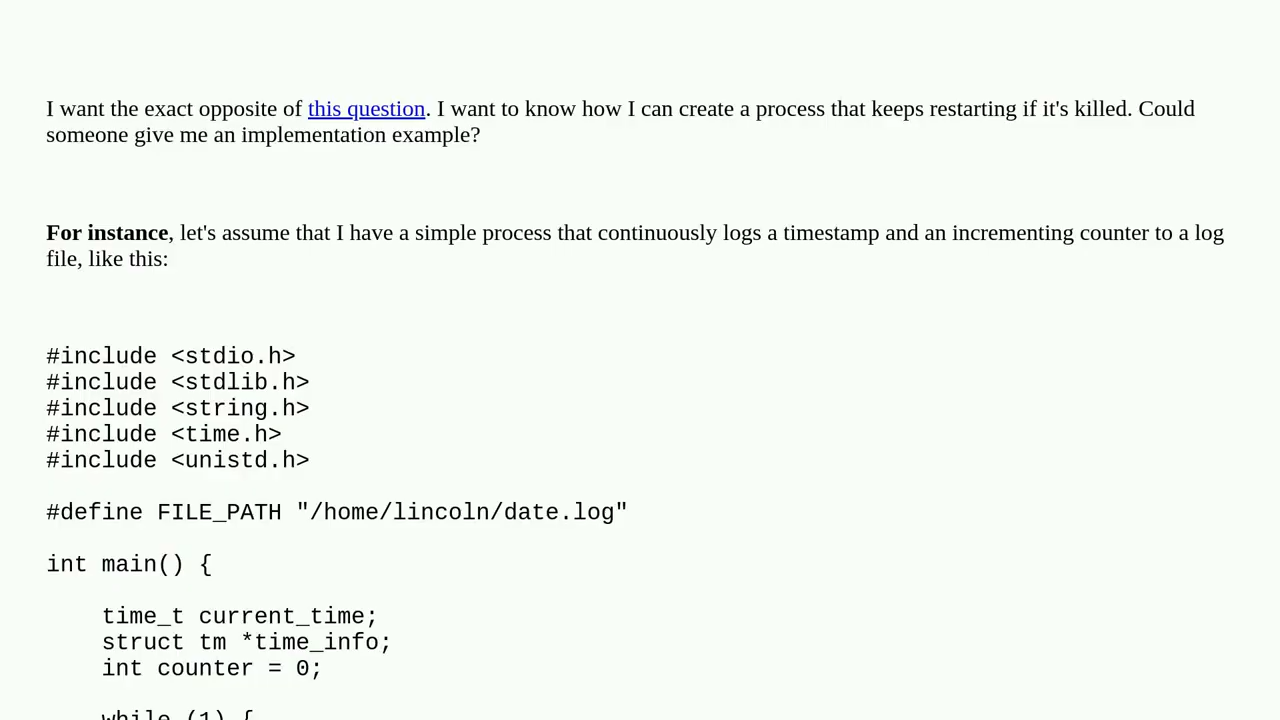 I want the exact opposite of this question. I want to know how I can create a process that keeps restarting if it's killed. Could
someone give me an implementation example?
For instance, let's assume that I have a simple process that continuously logs a timestamp and an incrementing counter to a log
file, like this:
#include <stdio.h>
#include <stdlib.h>
#include <string.h>
#include <time.h>
#include <unistd.h>
#define FILE_PATH "/home/lincoln/date.log"
int main() {
    time_t current_time;
    struct tm *time_info;
    int counter = 0;
    while (1) {